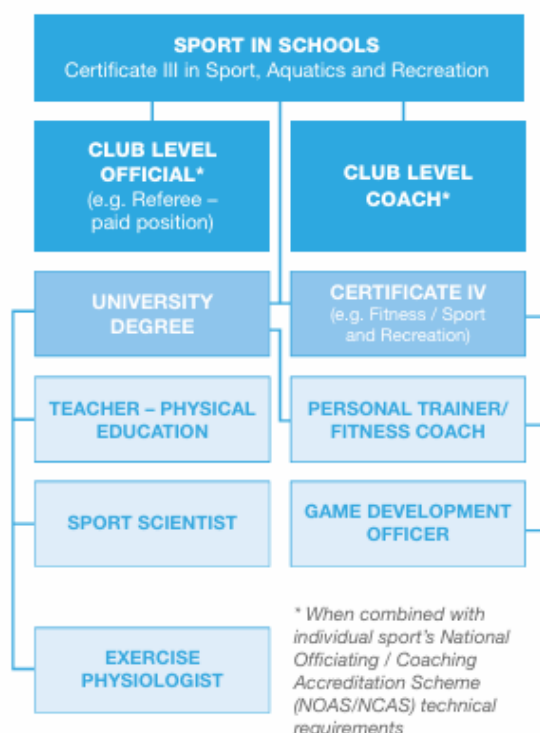 SPORT IN SCHOOLS
Certificate III in Sport, Aquatics and Recreation
CLUB LEVEL
OFFICIAL*
(e.g. Referee –
paid position)
CLUB LEVEL
COACH*
UNIVERSITY
DEGREE
CERTIFICATE IV
(e.g. Fitness / Sport
and Recreation)
TEACHER – PHYSICAL
EDUCATION
PERSONAL TRAINER/
FITNESS COACH
SPORT SCIENTIST
GAME DEVELOPMENT
OFFICER
EXERCISE
PHYSIOLOGIST
* When combined with
individual sport's National
Officiating / Coaching
Accreditation Scheme
(NOAS/NCAS) technical
requirements